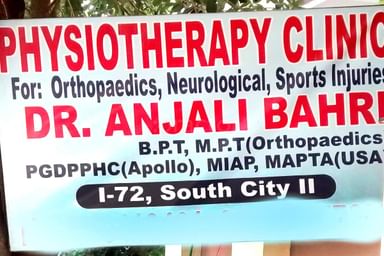 PHYSIOTHERAPY CLINIC
For: Orthopaedics, Neurological, Sports Injuries
DR. ANJALI BAHRI
B.P.T, M.P.T(Orthopaedics
PGDPPHC(Apollo), MIAP, MAPTA(USA)
I-72, South City II